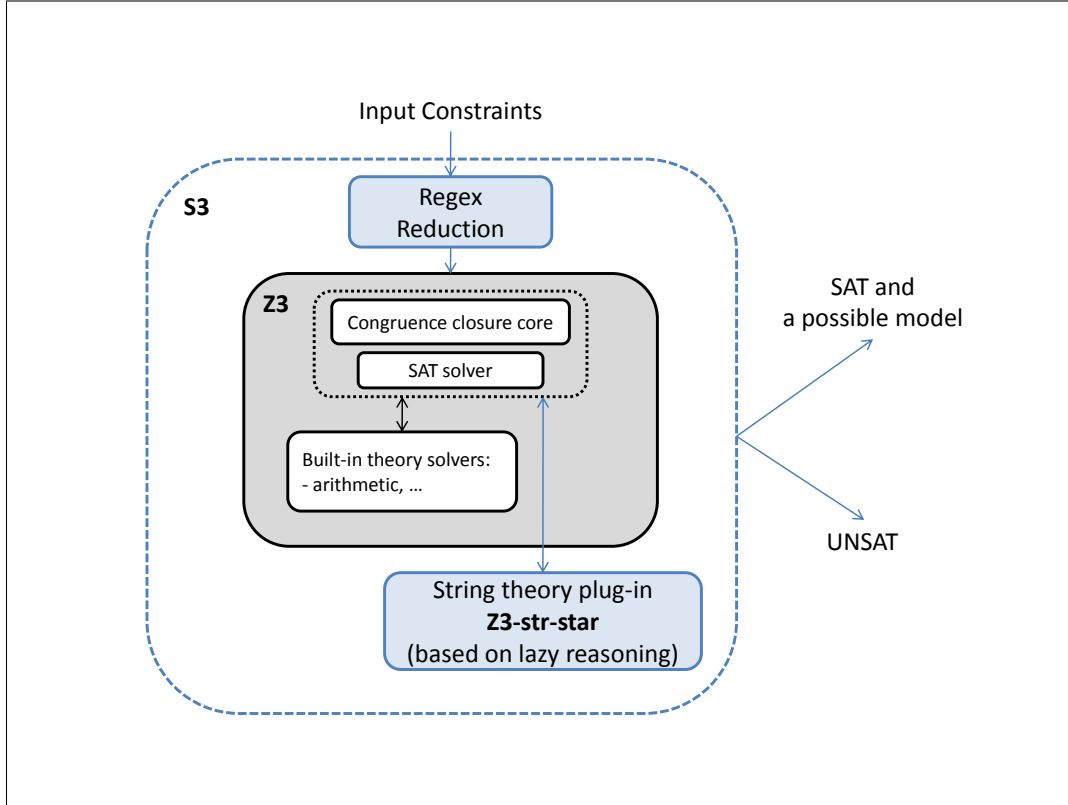 Input Constraints
S3
Regex
Reduction
Z3
Congruence closure core
SAT solver
Built-in theory solvers:
- arithmetic, …
String theory plug-in
Z3-str-star
(based on lazy reasoning)
SAT and
a possible model
UNSAT